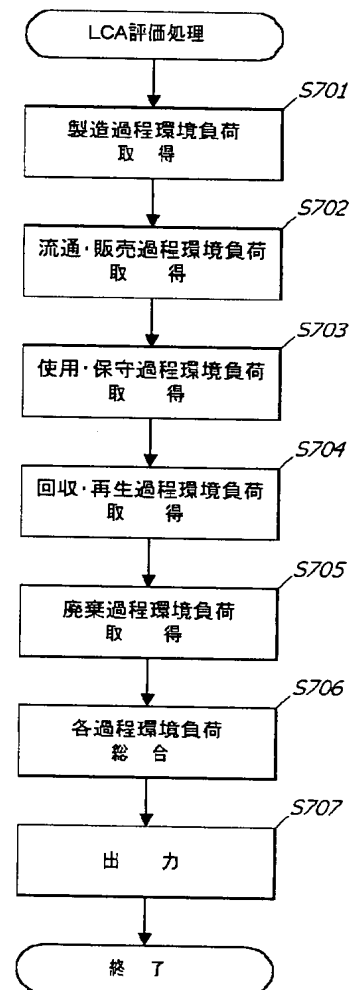 LCA評価処理
S701
製造過程環境負荷
取 得
S702
流通・販売過程環境負荷
取 得
S703
使用・保守過程環境負荷
取 得
S704
回収・再生過程環境負荷
取 得
S705
廃棄過程環境負荷
取 得
S706
各過程環境負荷
総 合
S707
出 力
終 了